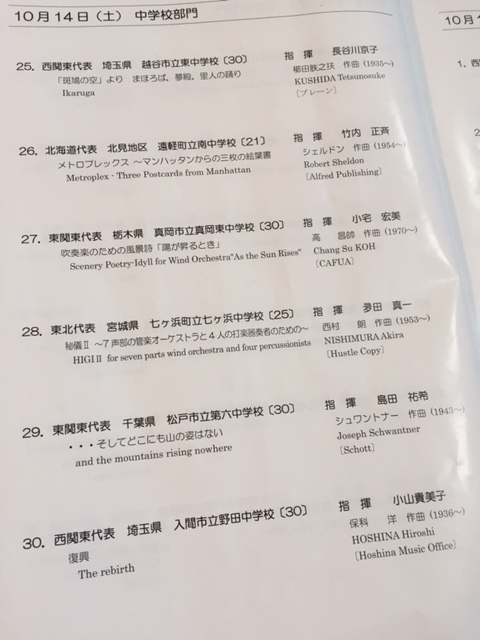 10月14日（土） 中学校部門
25. 西関東代表 埼玉県 越谷市立東中学校〔30〕 指 揮 長谷川京子
「斑鳩の空」より まほろば、夢殿、里人の踊り 櫛田胅之扶 作曲（1935〜）
Ikaruga KUSHIDA Tetsunosuke
〔ブレーン〕
26. 北海道代表 北見地区 遠軽町立南中学校〔21〕 指 揮 竹内 正斉
メトロプレックス 〜マンハッタンからの三枚の絵葉書 シェルドン 作曲（1954〜）
Metroplex - Three Postcards from Manhattan Robert Sheldon
〔Alfred Publishing〕
27. 東関東代表 栃木県 真岡市立真岡東中学校〔30〕 指 揮 小宅 宏美
吹奏楽のための風景詩「陽が昇るとき」 高 昌帥 作曲（1970〜）
Scenery Poetry-Idyll for Wind Orchestra"As the Sun Rises" Chang Su KOH
〔CAFUA〕
28. 東北代表 宮城県 七ヶ浜町立七ヶ浜中学校〔25〕 指 揮 夛田 真一
秘儀Ⅱ 〜7声部の管楽オーケストラと4人の打楽器奏者のための〜 西村 朗 作曲（1953〜）
HIGIⅡ for seven parts wind orchestra and four percussionists NISHIMURA Akira
〔Hustle Copy〕
29. 東関東代表 千葉県 松戸市立第六中学校〔30〕 指 揮 島田 祐希
・・・そしてどこにも山の姿はない シュワントナー 作曲（1943〜）
and the mountains rising nowhere Joseph Schwantner
〔Schott〕
30. 西関東代表 埼玉県 入間市立野田中学校〔30〕 指 揮 小山貴美子
復興 保科 洋 作曲（1936〜）
The rebirth HOSHINA Hiroshi
〔Hoshina Music Office〕
10月1
1.
2